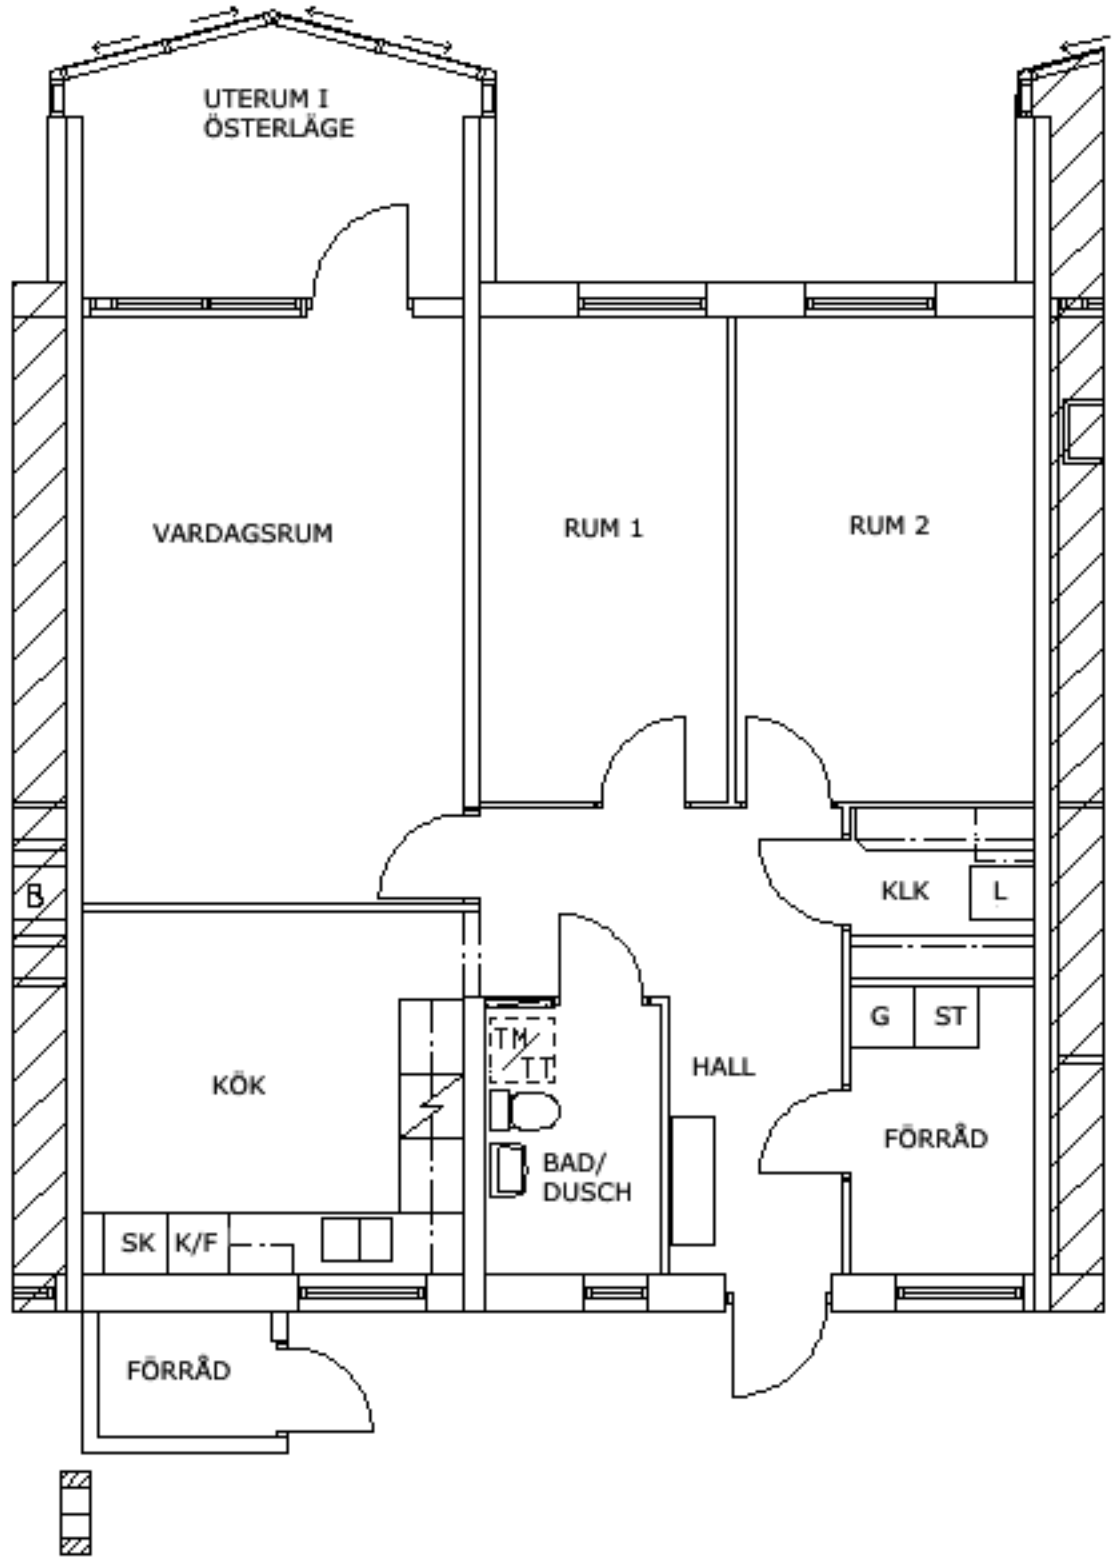 UTERUM I
ÖSTERLÄGE
VARDAGSRUM
RUM 1
RUM 2
B
KLK
L
G
ST
TM
TT
HALL
KÖK
FÖRRÅD
BAD/
DUSCH
SK
K/F
FÖRRÅD